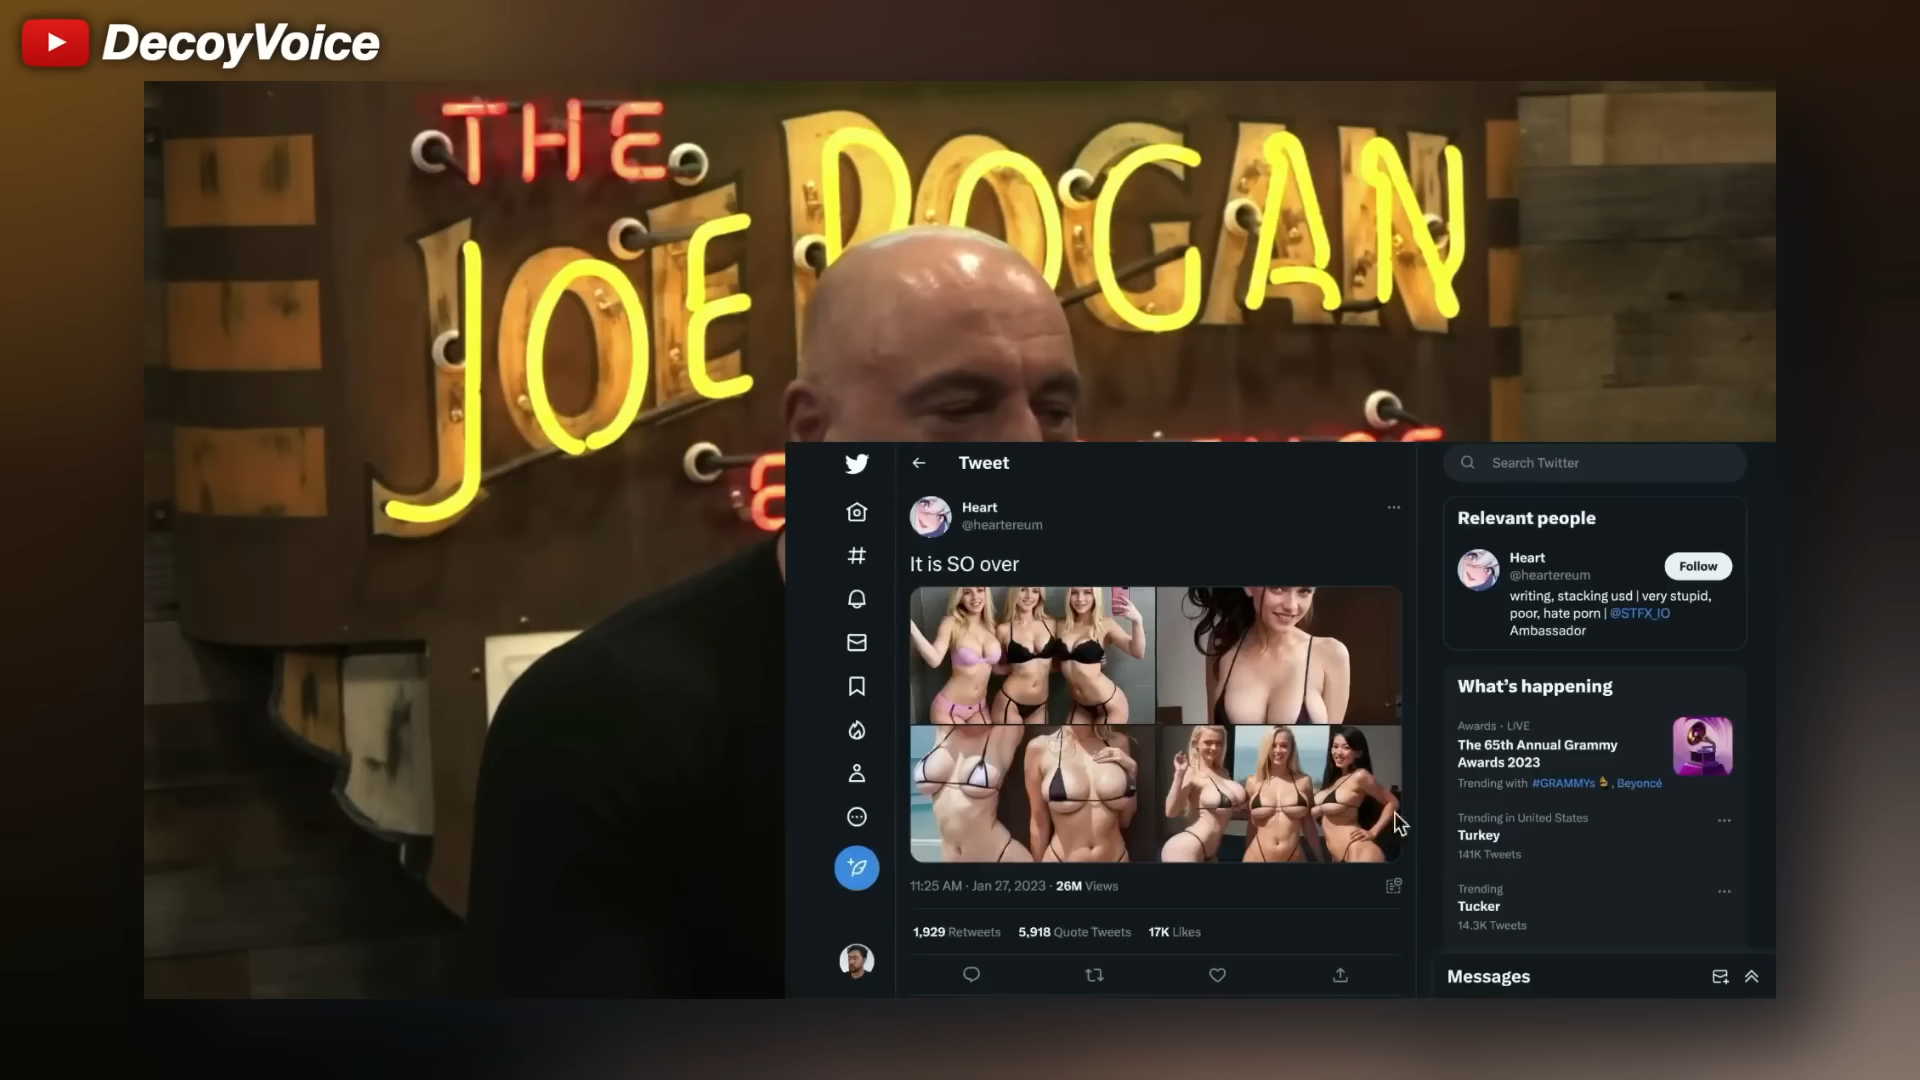 DecoyVoice
THE
JOE ROGAN
Tweet
Heart
@heartereum
It is SO over
11:25 AM · Jan 27, 2023 · 26M Views
1,929 Retweets 5,918 Quote Tweets 17K Likes
Search Twitter
Relevant people
Heart
@heartereum
Follow
writing, stacking usd | very stupid,
poor, hate porn | @STFX_IO
Ambassador
What's happening
Awards · LIVE
The 65th Annual Grammy
Awards 2023
Trending with #GRAMMYs, Beyoncé
Trending in United States
Turkey
141K Tweets
Trending
Tucker
14.3K Tweets
Messages